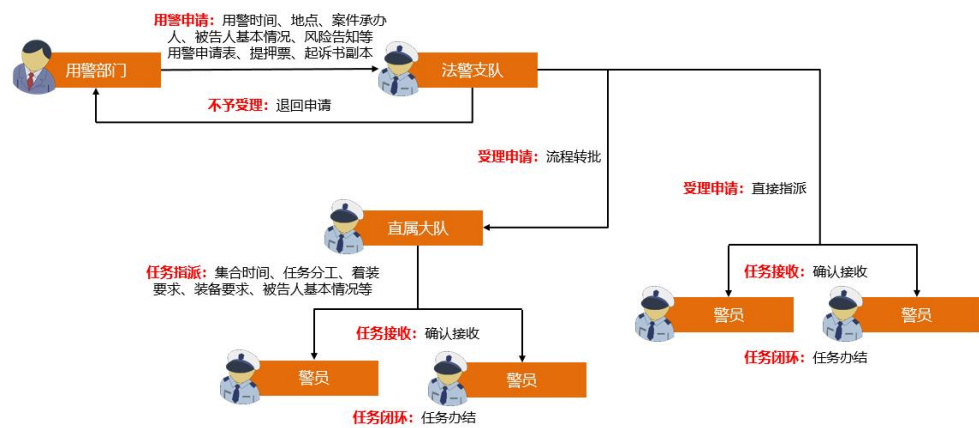 用警申请：用警时间、地点、案件承办
人、被告人基本情况、风险告知等
用警申请表、提押票、起诉书副本
用警部门
法警支队
不予受理：退回申请
受理申请：流程转批
受理申请：直接指派
直属大队
任务指派：集合时间、任务分工、着装
要求、装备要求、被告人基本情况等
任务接收：确认接收
警员
警员
任务闭环：任务办结
任务接收：确认接收
警员
警员
任务闭环：任务办结